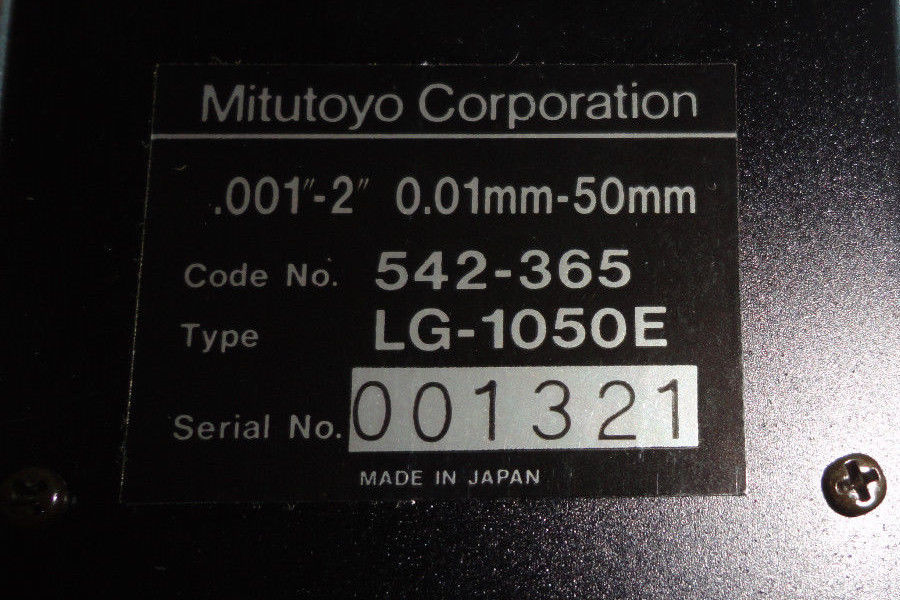 Mitutoyo Corporation
.001"-2" 0.01mm-50mm
Code No. 542-365
Type LG-1050E
Serial No. 001321
MADE IN JAPAN